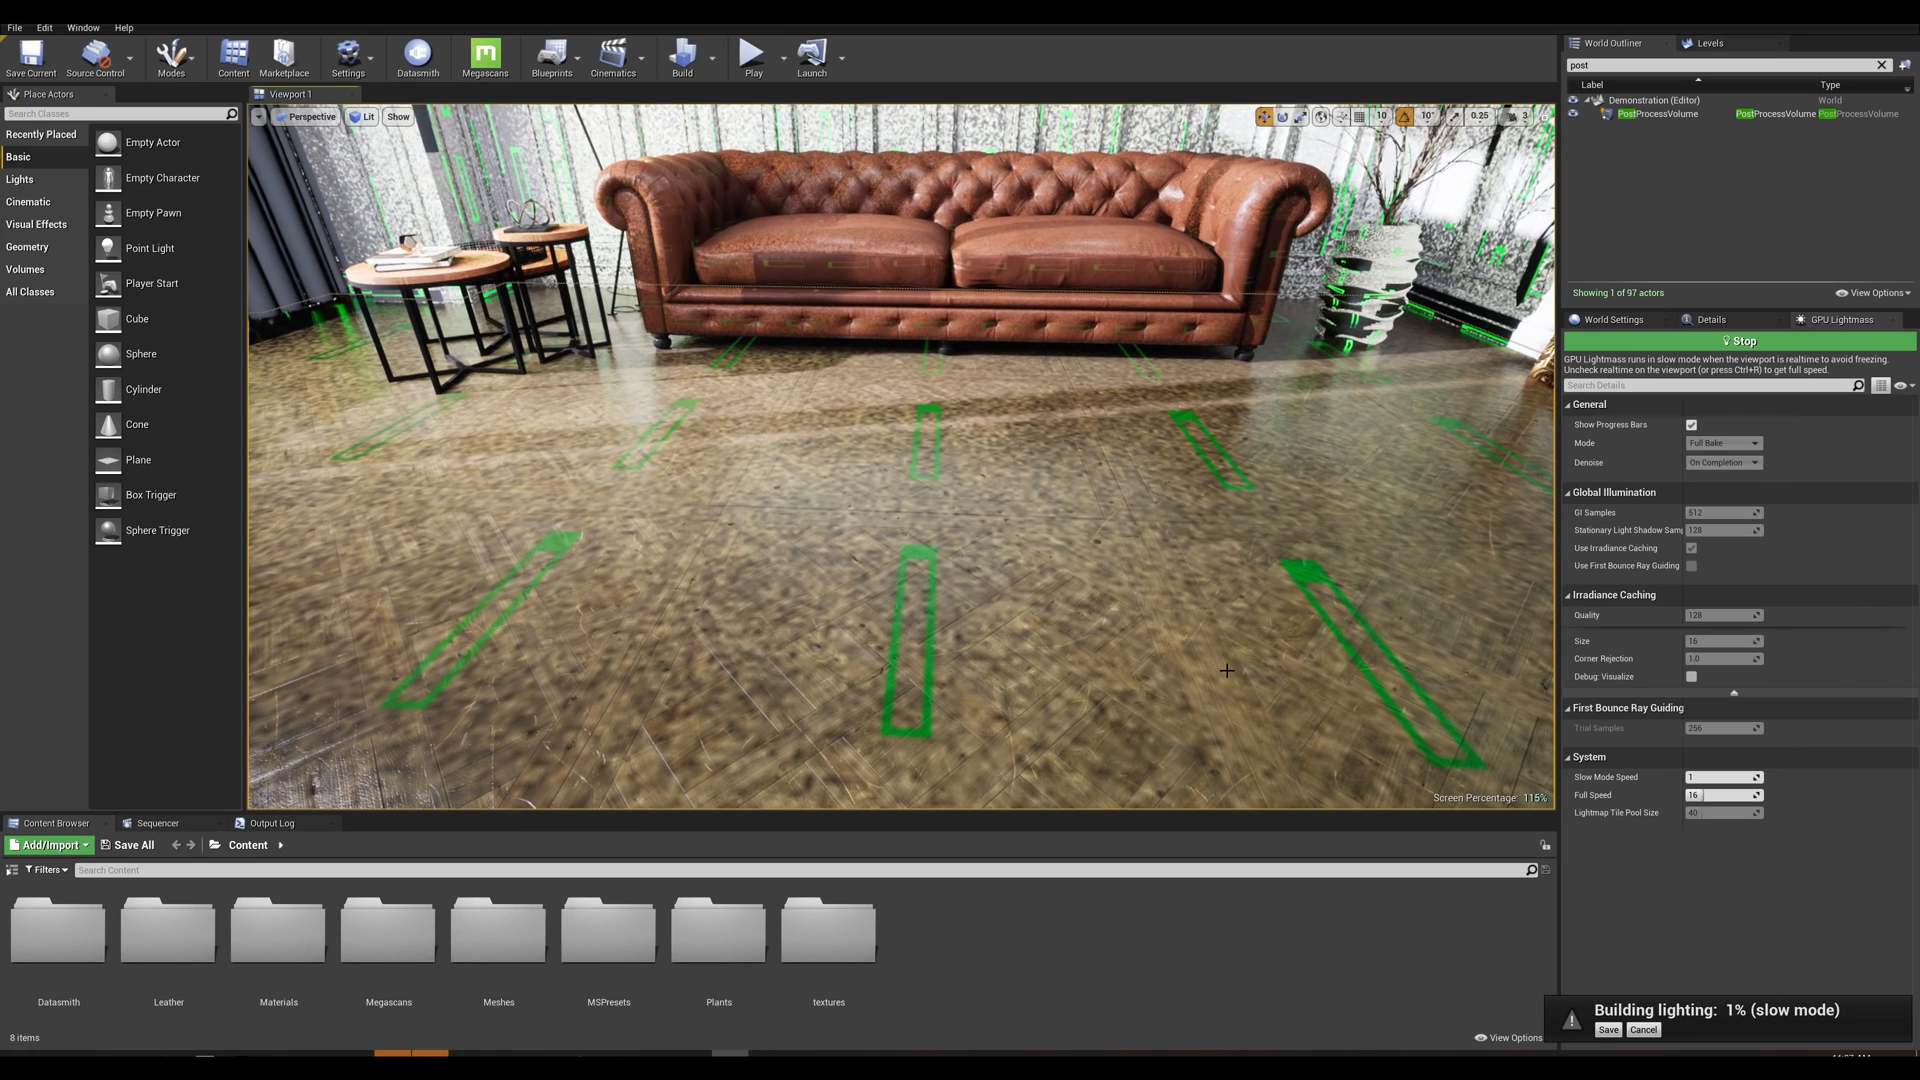 File Edit Window Help
Save Current Source Control Modes Content Marketplace Settings Datasmith Megascans Blueprints Cinematics Build Play Launch
Place Actors
Search Classes
Recently Placed
Basic
Lights
Cinematic
Visual Effects
Geometry
Volumes
All Classes
Empty Actor
Empty Character
Empty Pawn
Point Light
Player Start
Cube
Sphere
Cylinder
Cone
Plane
Box Trigger
Sphere Trigger
Viewport 1
Perspective Lit Show
10 10° 0.25 3
Screen Percentage: 115%
World Outliner Levels
post
Label Type
Demonstration (Editor) World
PostProcessVolume PostProcessVolume PostProcessVolume
Showing 1 of 97 actors View Options
World Settings Details GPU Lightmass
Stop
GPU Lightmass runs in slow mode when the viewport is realtime to avoid freezing.
Uncheck realtime on the viewport (or press Ctrl+R) to get full speed.
Search Details
General
Show Progress Bars
Mode Full Bake
Denoise On Completion
Global Illumination
GI Samples 512
Stationary Light Shadow Sam 128
Use Irradiance Caching
Use First Bounce Ray Guiding
Irradiance Caching
Quality 128
Size 16
Corner Rejection 1.0
Debug: Visualize
First Bounce Ray Guiding
Trial Samples 256
System
Slow Mode Speed 1
Full Speed 16
Lightmap Tile Pool Size 40
Content Browser Sequencer Output Log
Add/Import Save All Content
Filters Search Content
Datasmith Leather Materials Megascans Meshes MSPresets Plants textures
8 items View Options
Building lighting: 1% (slow mode)
Save Cancel